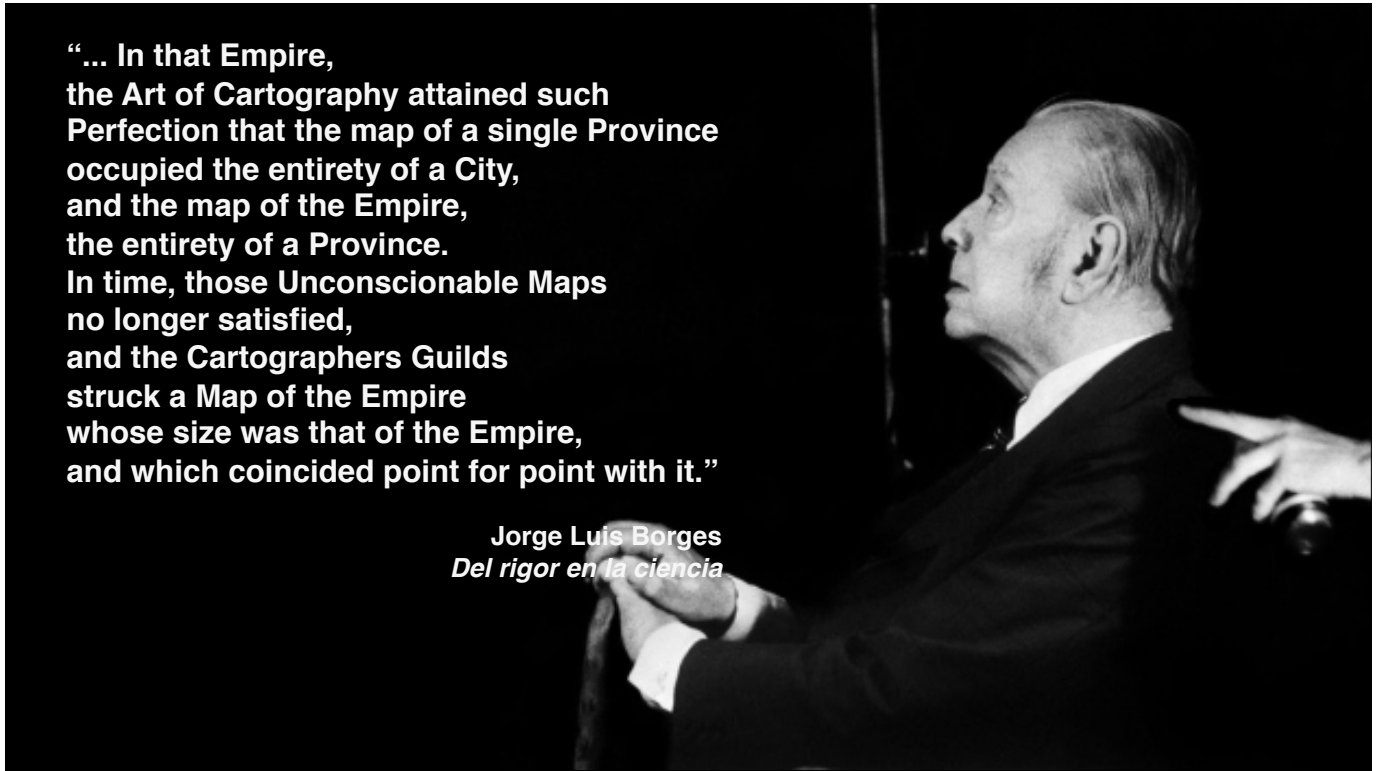 “... In that Empire,
the Art of Cartography attained such
Perfection that the map of a single Province
occupied the entirety of a City,
and the map of the Empire,
the entirety of a Province.
In time, those Unconscionable Maps
no longer satisfied,
and the Cartographers Guilds
struck a Map of the Empire
whose size was that of the Empire,
and which coincided point for point with it.”
Jorge Luis Borges
Del rigor en la ciencia